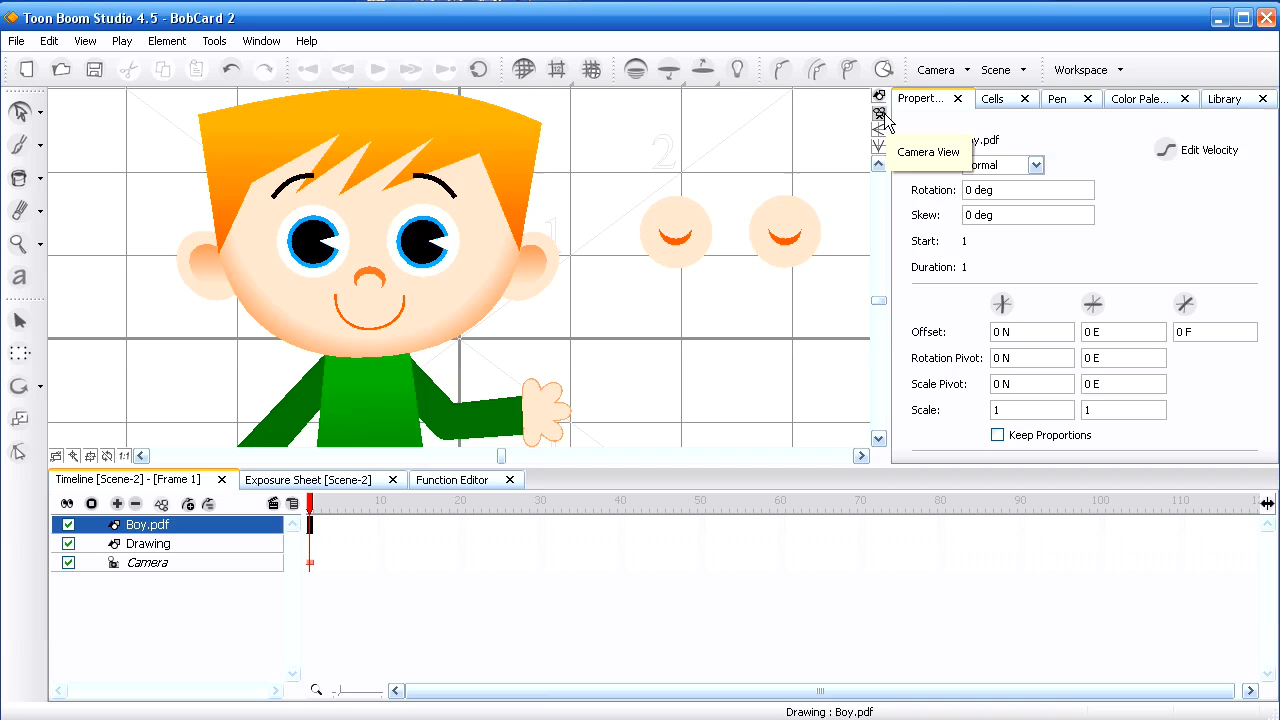 Toon Boom Studio 4.5 - BobCard 2
File Edit View Play Element Tools Window Help
Camera Scene Workspace
Propert... Cells Pen Color Pale... Library
2
1
Camera View
y.pdf
Edit Velocity
ormal
Rotation: 0 deg
Skew: 0 deg
Start: 1
Duration: 1
Offset: 0 N 0 E 0 F
Rotation Pivot: 0 N 0 E
Scale Pivot: 0 N 0 E
Scale: 1 1
Keep Proportions
1:1
Timeline [Scene-2] - [Frame 1] Exposure Sheet [Scene-2] Function Editor
10 20 30 40 50 60 70 80 90 100 110
Boy.pdf
Drawing
Camera
a
Drawing : Boy.pdf